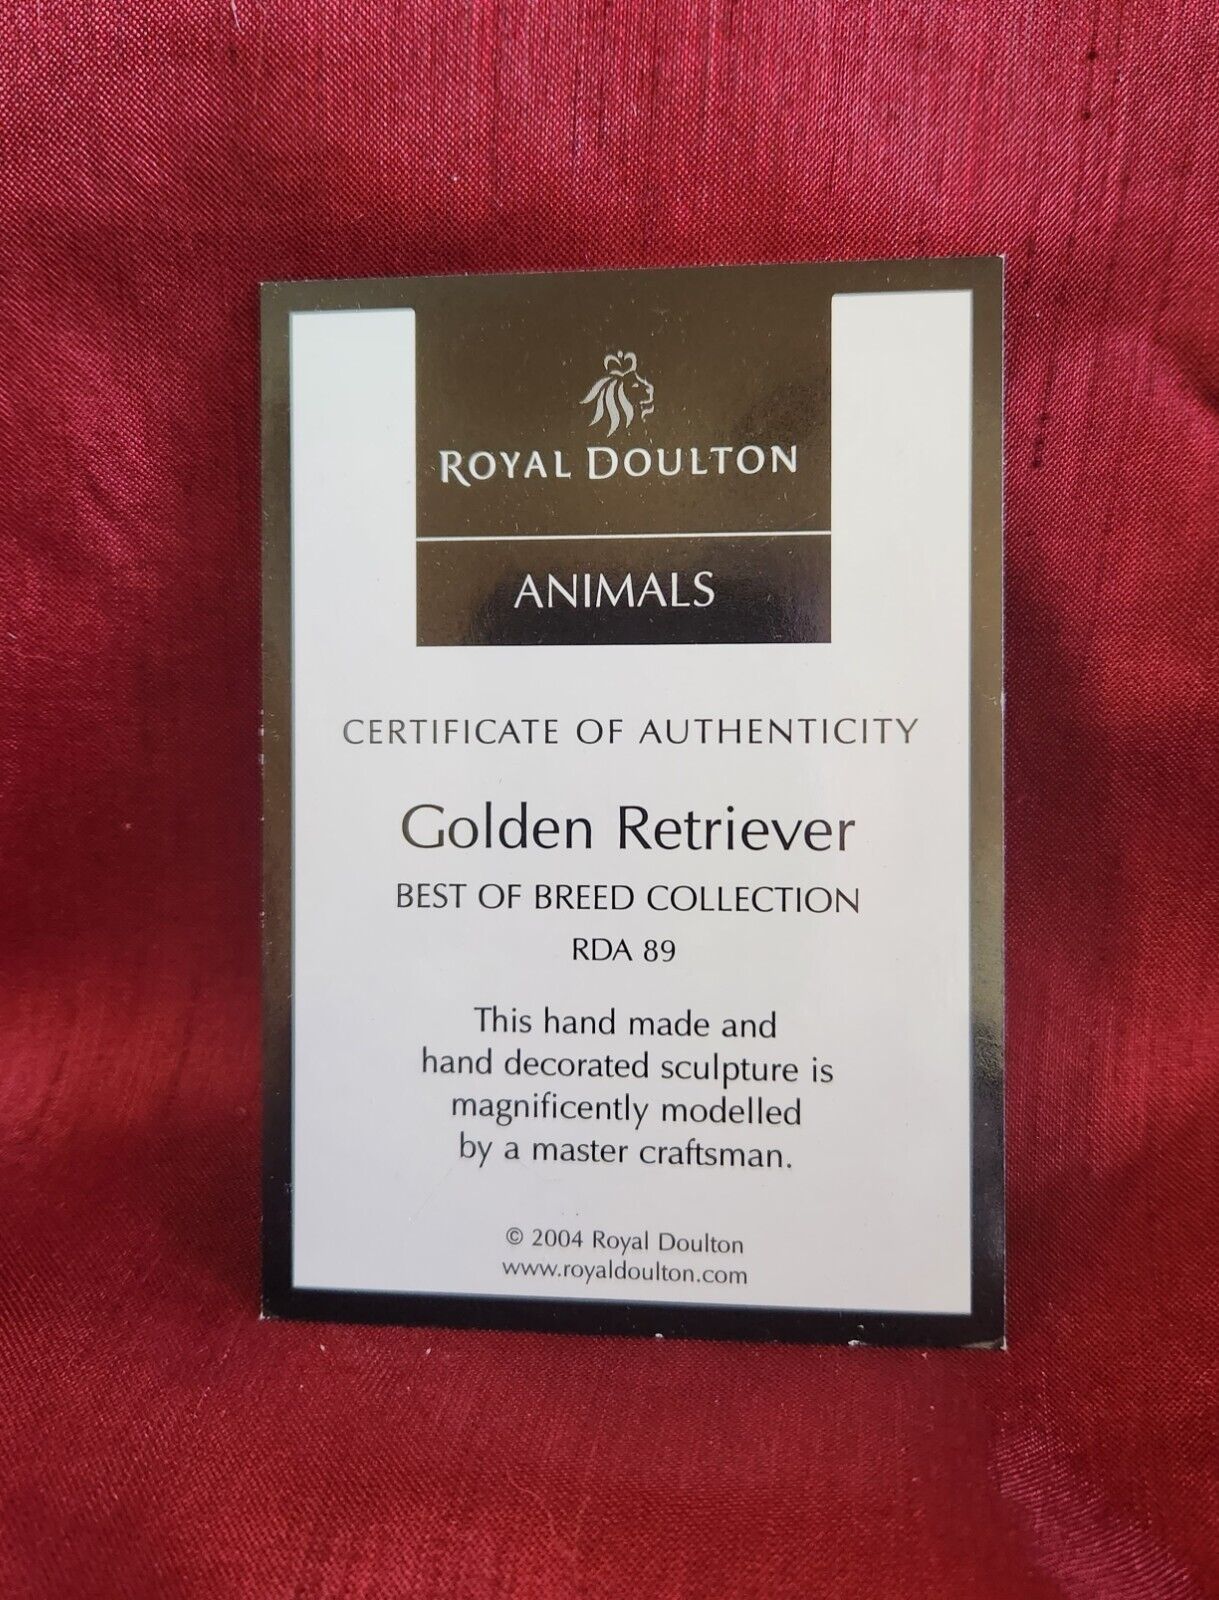 ROYAL DOULTON
ANIMALS
CERTIFICATE OF AUTHENTICITY
Golden Retriever
BEST OF BREED COLLECTION
RDA 89
This hand made and
hand decorated sculpture is
magnificently modelled
by a master craftsman.
© 2004 Royal Doulton
www.royaldoulton.com